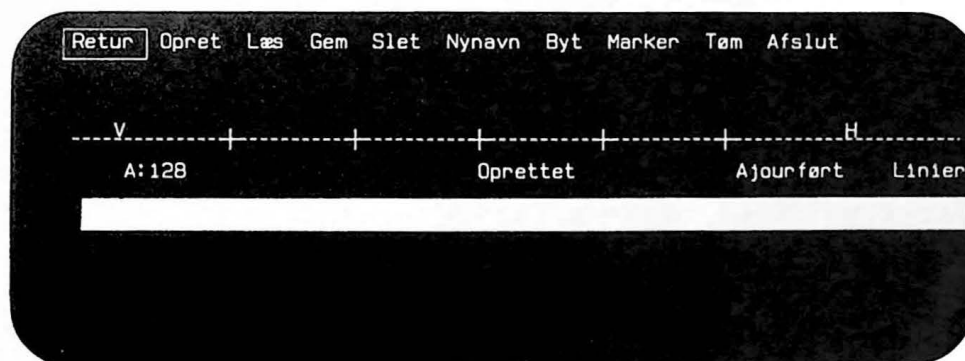 Retur Opret Læs Gem Slet Nynavn Byt Marker Tøm Afslut
V H
A:128 Oprettet Ajourført Linier